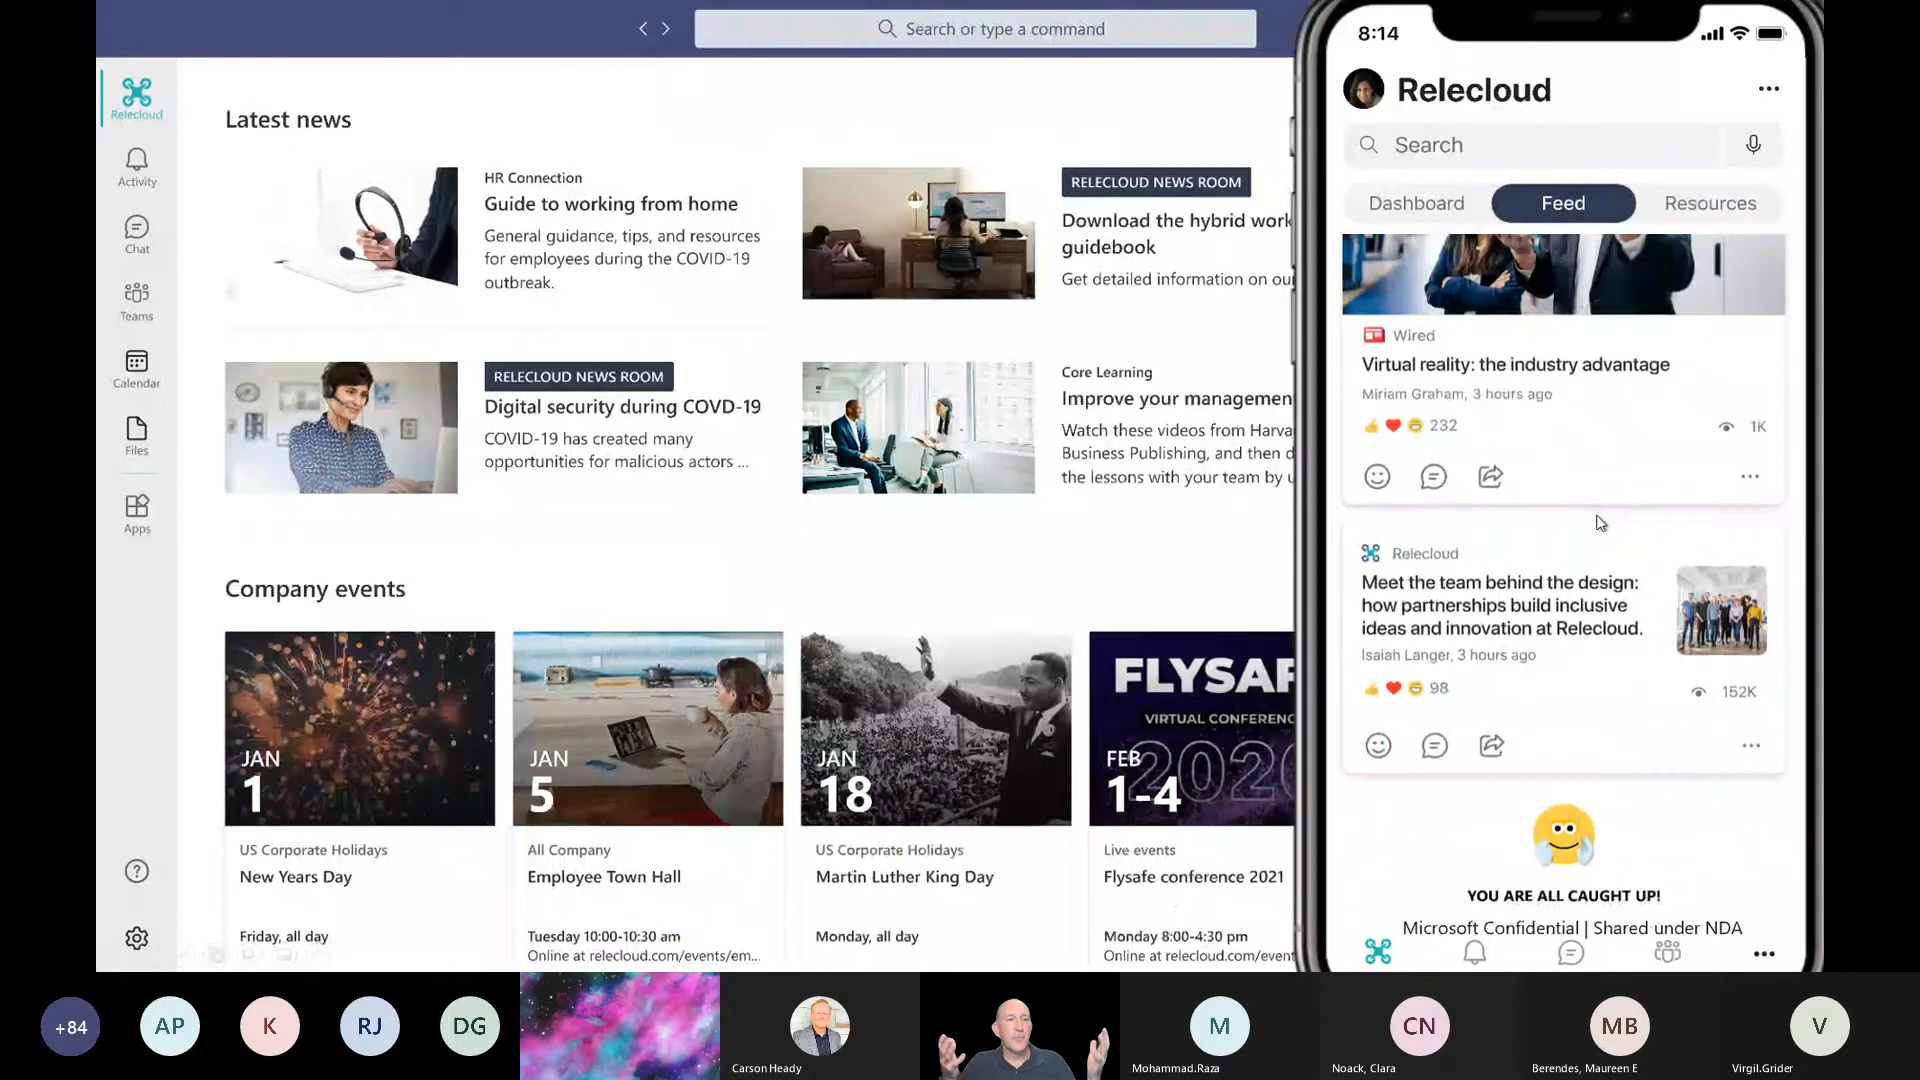 Search or type a command
Relecloud
Activity
Chat
Teams
Calendar
Files
Apps
Latest news
HR Connection
Guide to working from home
General guidance, tips, and resources
for employees during the COVID-19
outbreak.
RELECLOUD NEWS ROOM
Download the hybrid work
guidebook
Get detailed information on ou
RELECLOUD NEWS ROOM
Digital security during COVD-19
COVID-19 has created many
opportunities for malicious actors ...
Core Learning
Improve your managemen
Watch these videos from Harva
Business Publishing, and then d
the lessons with your team by u
Company events
JAN
1
US Corporate Holidays
New Years Day
Friday, all day
JAN
5
All Company
Employee Town Hall
Tuesday 10:00-10:30 am
Online at relecloud.com/events/em...
JAN
18
US Corporate Holidays
Martin Luther King Day
Monday, all day
FLYSAF
VIRTUAL CONFERENC
2020
FEB
1-4
Live events
Flysafe conference 2021
Monday 8:00-4:30 pm
Online at relecloud.com/event
8:14
Relecloud
Search
Dashboard
Feed
Resources
Wired
Virtual reality: the industry advantage
Miriam Graham, 3 hours ago
232
1K
Relecloud
Meet the team behind the design:
how partnerships build inclusive
ideas and innovation at Relecloud.
Isaiah Langer, 3 hours ago
98
152K
YOU ARE ALL CAUGHT UP!
Microsoft Confidential | Shared under NDA
+84
AP
K
RJ
DG
Carson Heady
M
Mohammad.Raza
CN
Noack, Clara
MB
Berendes, Maureen E
V
Virgil.Grider